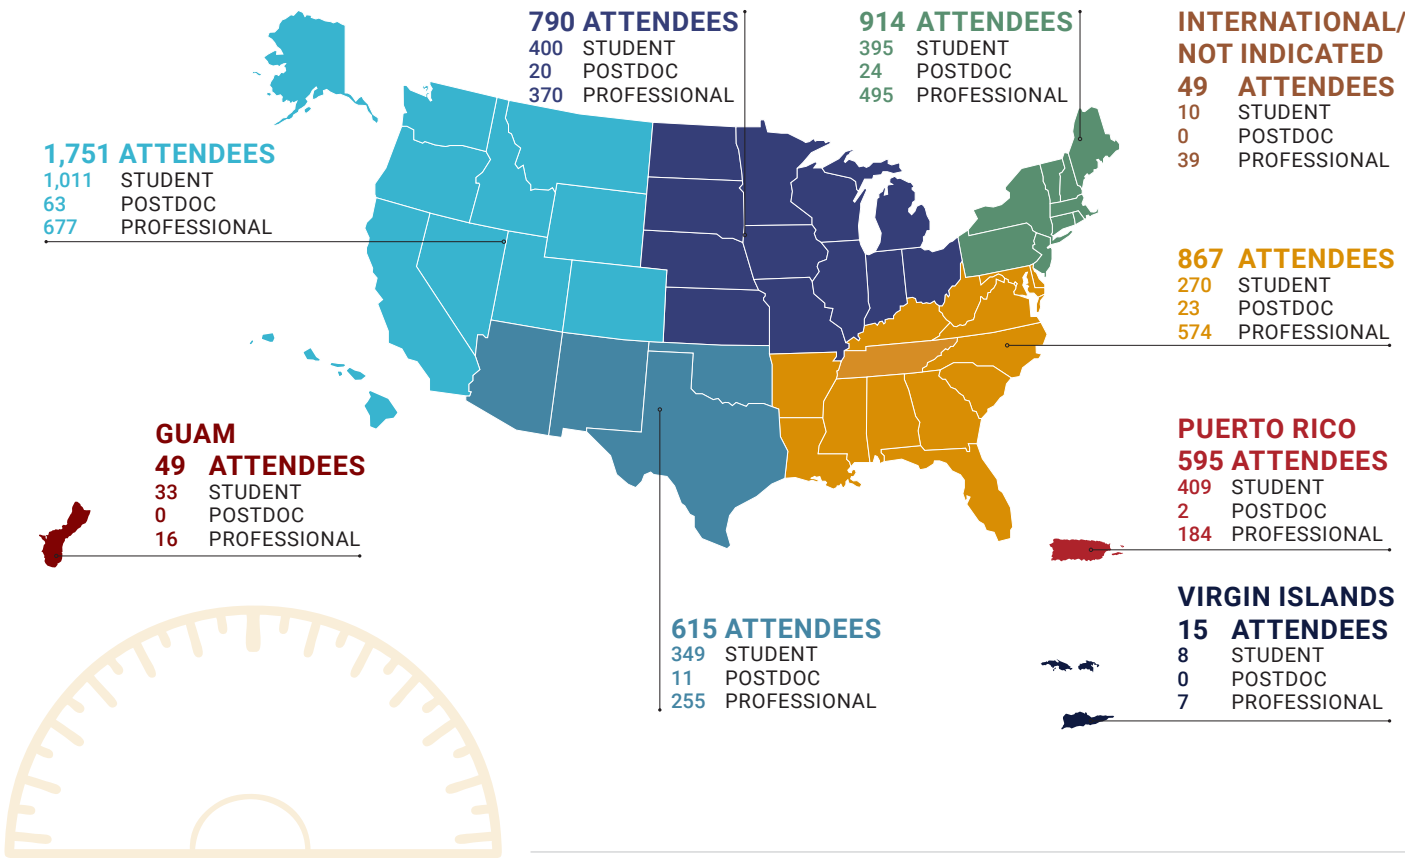 790 ATTENDEES
400 STUDENT
20 POSTDOC
370 PROFESSIONAL
914 ATTENDEES
395 STUDENT
24 POSTDOC
495 PROFESSIONAL
INTERNATIONAL/
NOT INDICATED
49 ATTENDEES
10 STUDENT
0 POSTDOC
39 PROFESSIONAL
1,751 ATTENDEES
1,011 STUDENT
63 POSTDOC
677 PROFESSIONAL
867 ATTENDEES
270 STUDENT
23 POSTDOC
574 PROFESSIONAL
GUAM
49 ATTENDEES
33 STUDENT
0 POSTDOC
16 PROFESSIONAL
PUERTO RICO
595 ATTENDEES
409 STUDENT
2 POSTDOC
184 PROFESSIONAL
615 ATTENDEES
349 STUDENT
11 POSTDOC
255 PROFESSIONAL
VIRGIN ISLANDS
15 ATTENDEES
8 STUDENT
0 POSTDOC
7 PROFESSIONAL